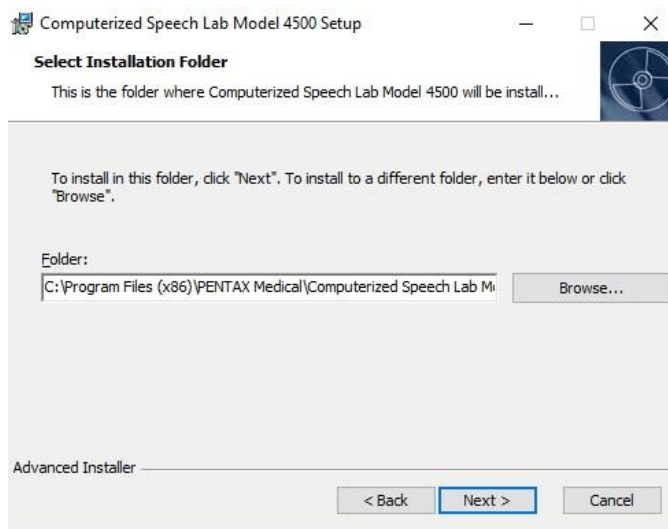 Computerized Speech Lab Model 4500 Setup
Select Installation Folder
This is the folder where Computerized Speech Lab Model 4500 will be install...
To install in this folder, click "Next". To install to a different folder, enter it below or click
"Browse".
Folder:
C:\Program Files (x86)\PENTAX Medical\Computerized Speech Lab
Browse...
Advanced Installer
< Back
Next >
Cancel